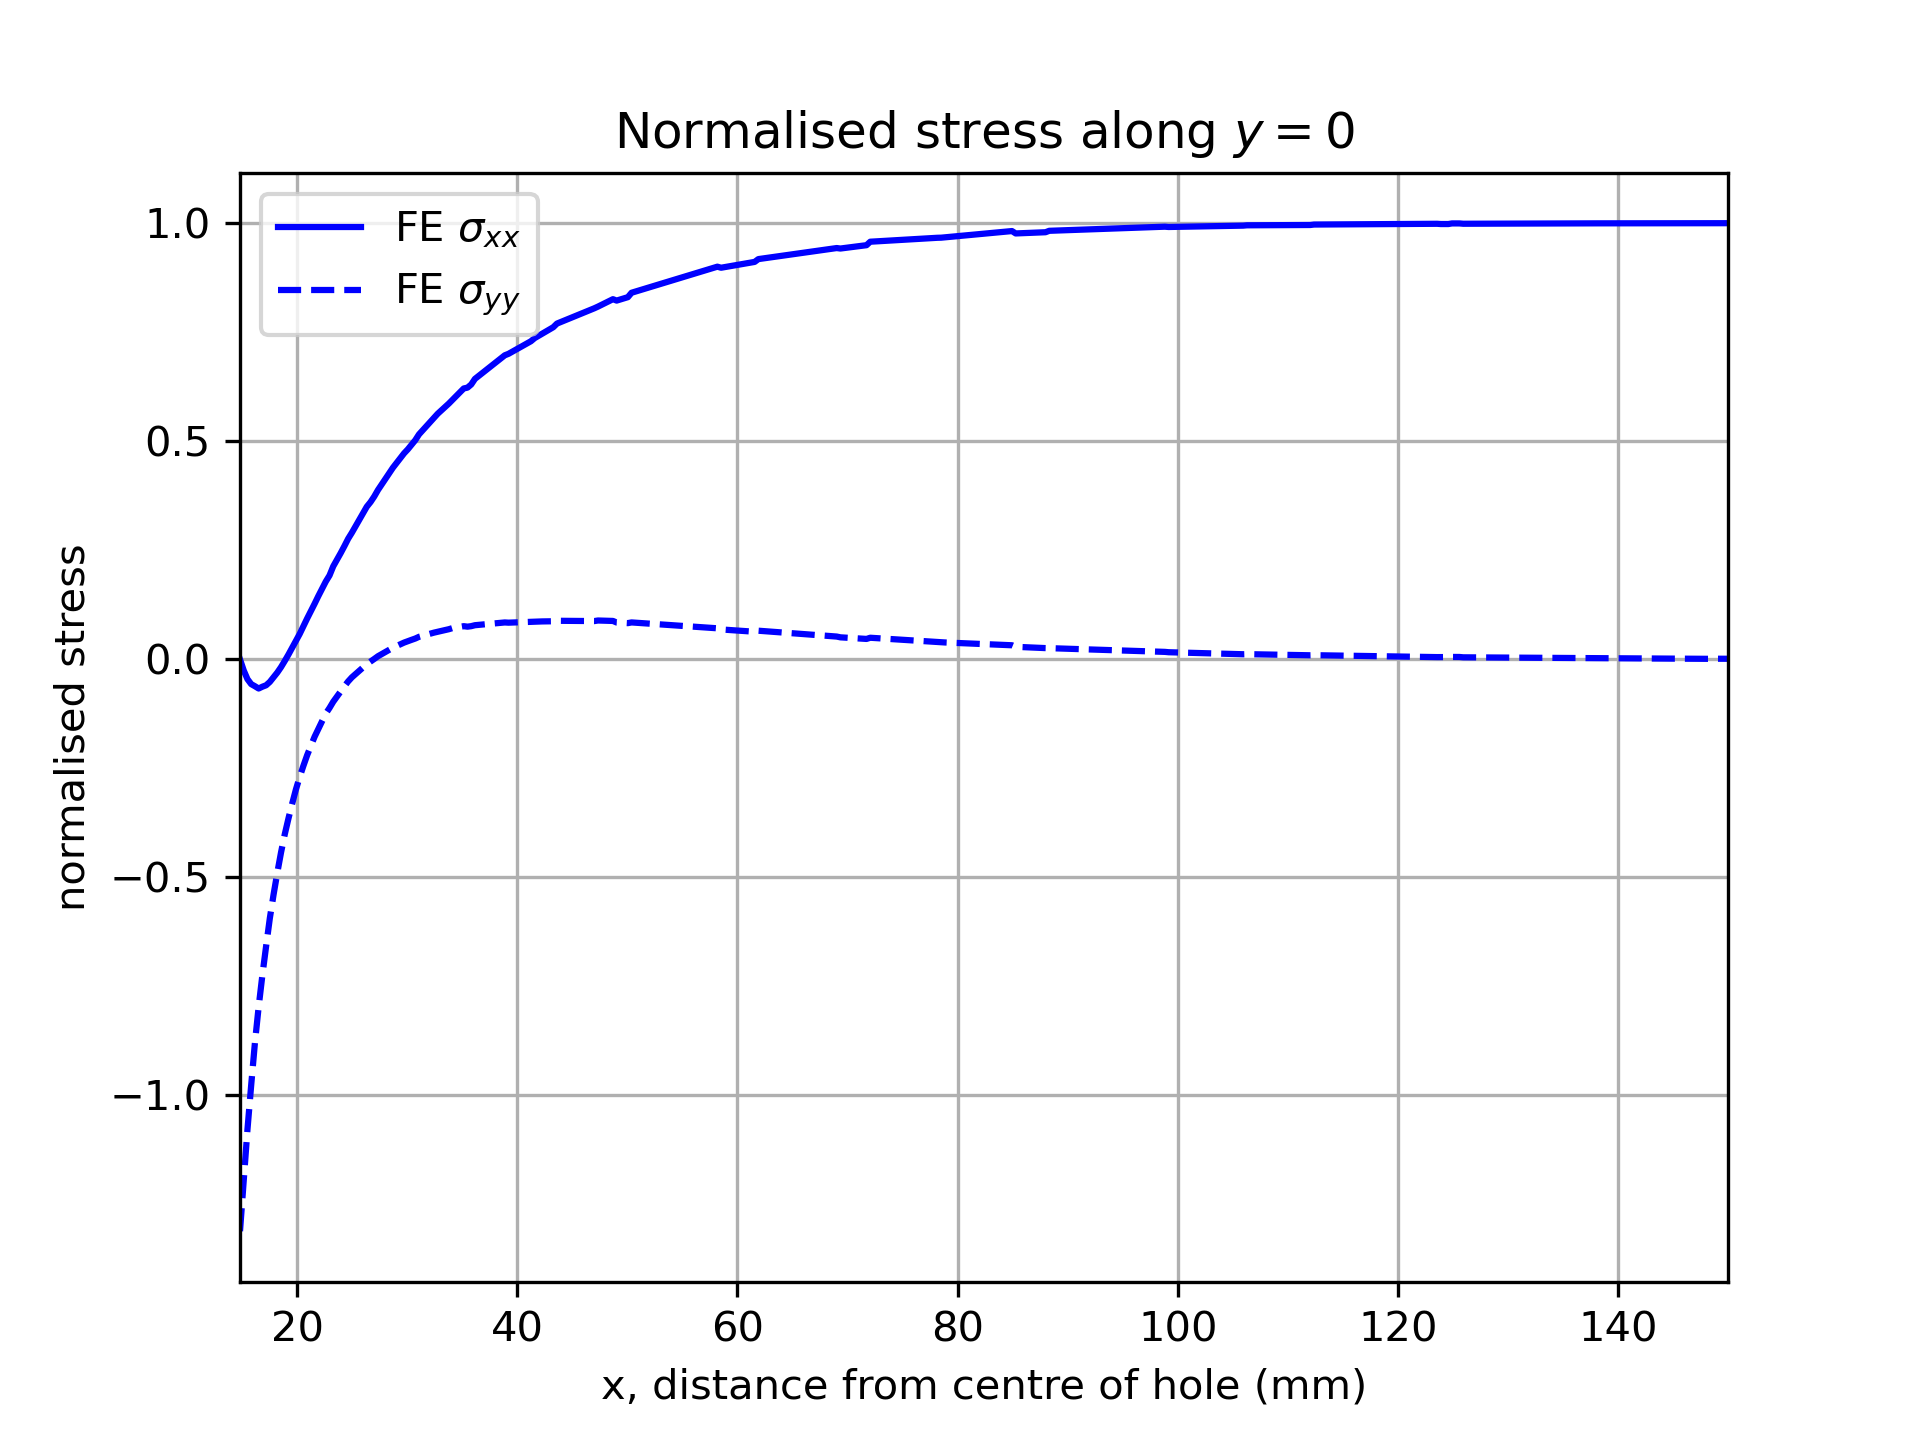 Normalised stress along y = 0
FE σxx
FE σyy
1.0
0.5
0.0
−0.5
−1.0
normalised stress
20 40 60 80 100 120 140
x, distance from centre of hole (mm)